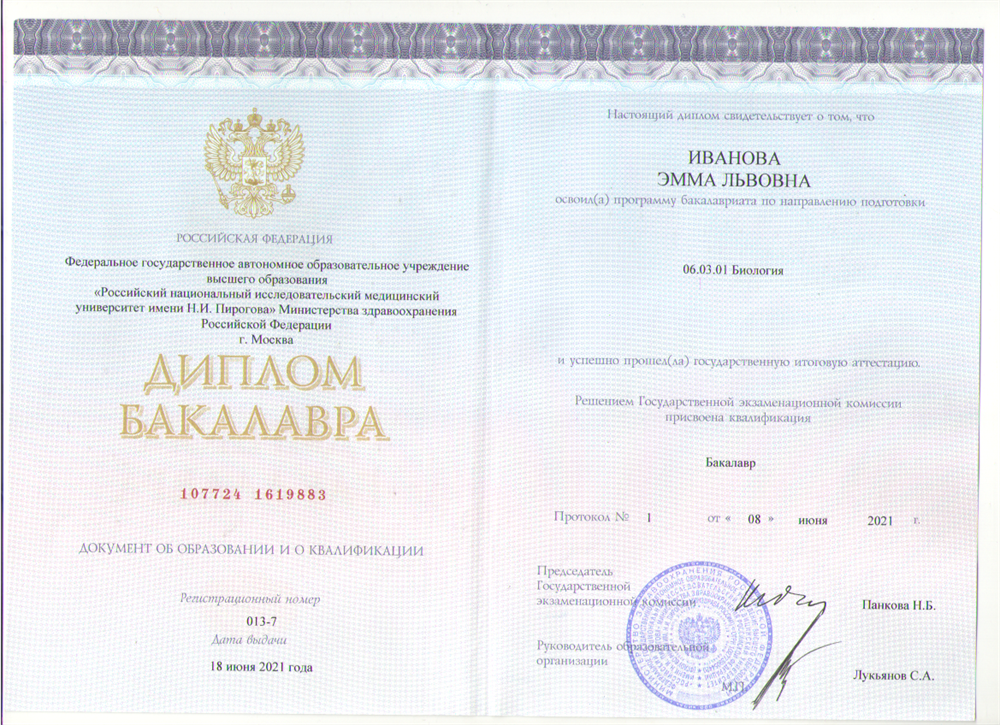 РОССИЙСКАЯ ФЕДЕРАЦИЯ
Федеральное государственное автономное образовательное учреждение
высшего образования
«Российский национальный исследовательский медицинский
университет имени Н.И. Пирогова» Министерства здравоохранения
Российской Федерации
г. Москва
ДИПЛОМ
БАКАЛАВРА
107724 1619883
ДОКУМЕНТ ОБ ОБРАЗОВАНИИ И О КВАЛИФИКАЦИИ
Регистрационный номер
013-7
Дата выдачи
18 июня 2021 года
Настоящий диплом свидетельствует о том, что
ИВАНОВА
ЭММА ЛЬВОВНА
освоил(а) программу бакалавриата по направлению подготовки
06.03.01 Биология
и успешно прошел(ла) государственную итоговую аттестацию.
Решением Государственной экзаменационной комиссии
присвоена квалификация
Бакалавр
Протокол № 1 от « 08 » июня 2021 г.
Председатель
Государственной
экзаменационной комиссии
Панкова Н.Б.
Руководитель образовательной
организации
Лукьянов С.А.
М.П.